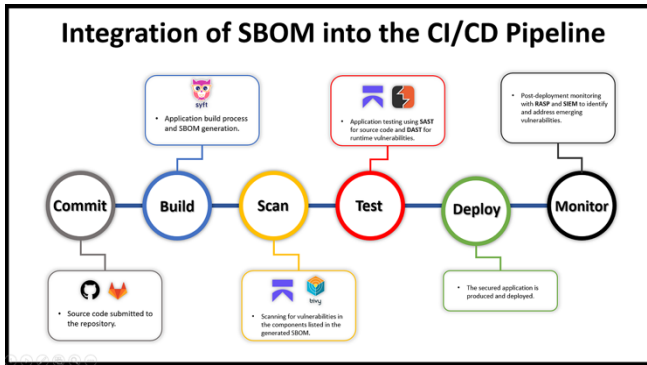 Integration of SBOM into the CI/CD Pipeline
syft
• Application build process
and SBOM generation.
• Application testing using SAST
for source code and DAST for
runtime vulnerabilities.
• Post-deployment monitoring
with RASP and SIEM to identify
and address emerging
vulnerabilities.
Commit
Build
Scan
Test
Deploy
Monitor
• Source code submitted to
the repository.
trivy
• Scanning for vulnerabilities in
the components listed in the
generated SBOM.
• The secured application is
produced and deployed.